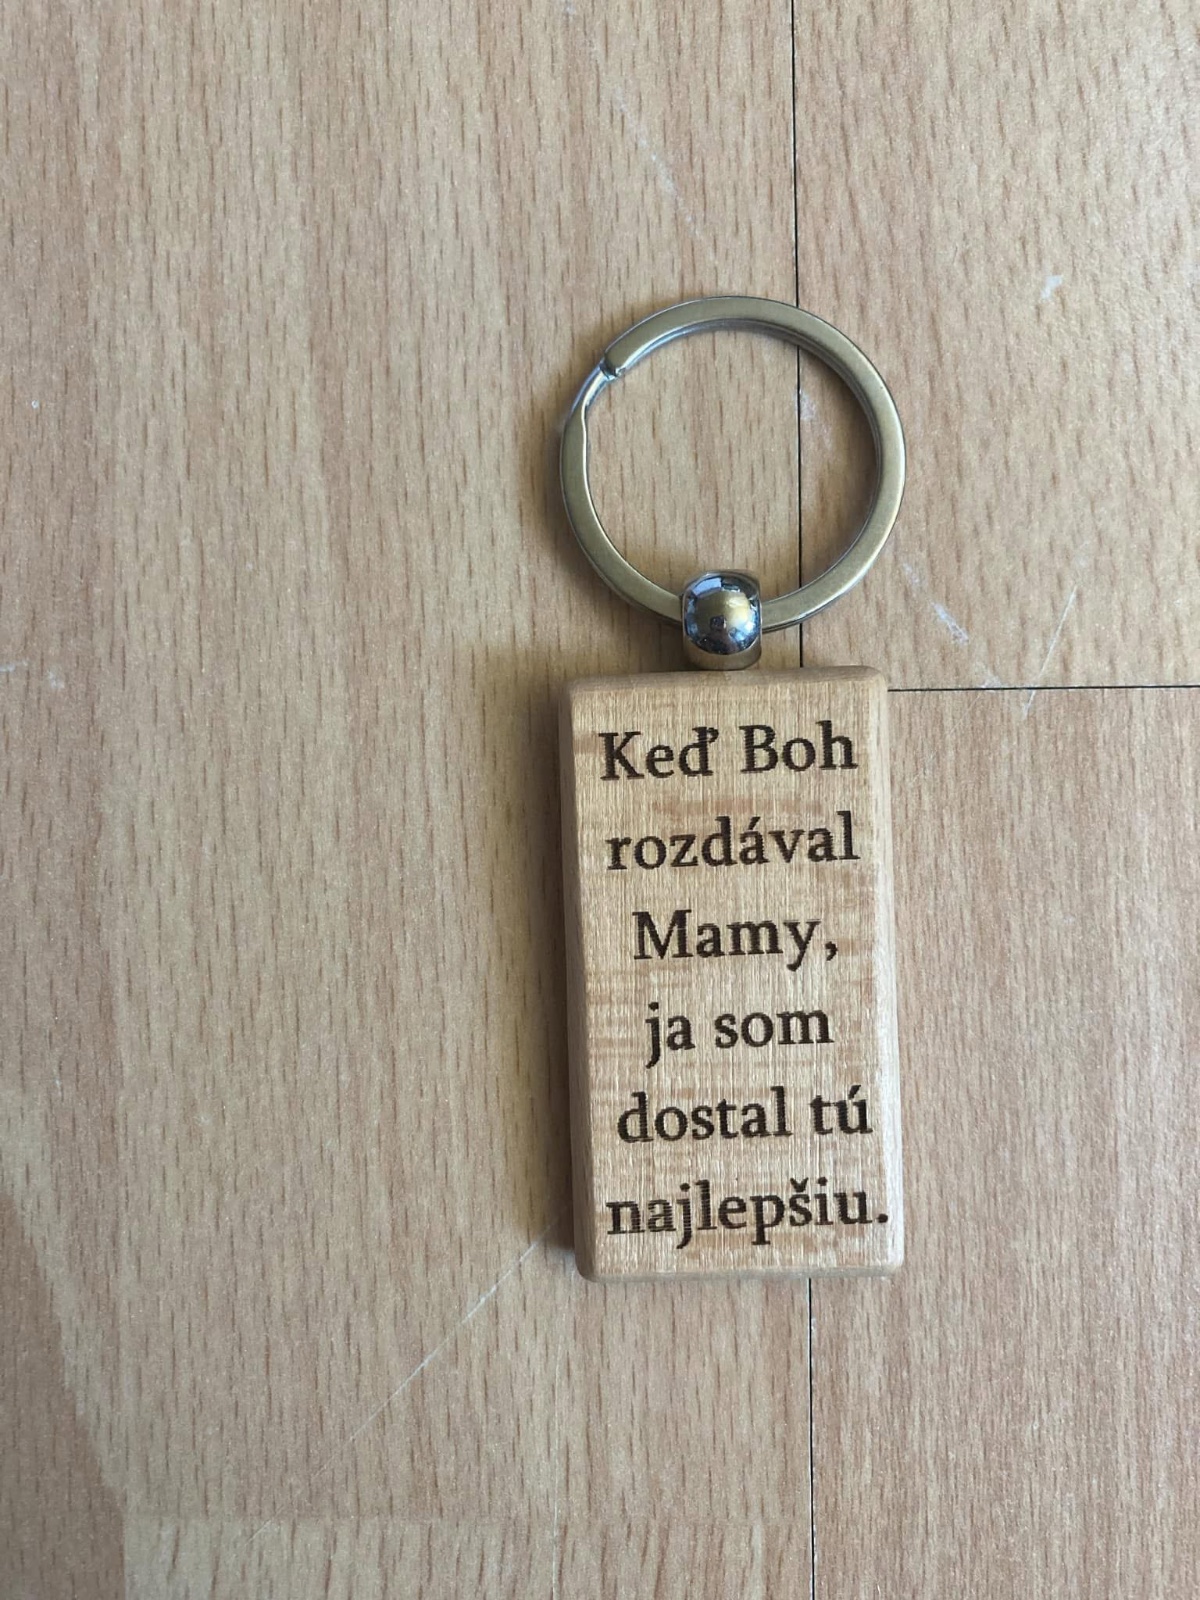 Keď Boh
rozdával
Mamy,
ja som
dostal tú
najlepšiu.